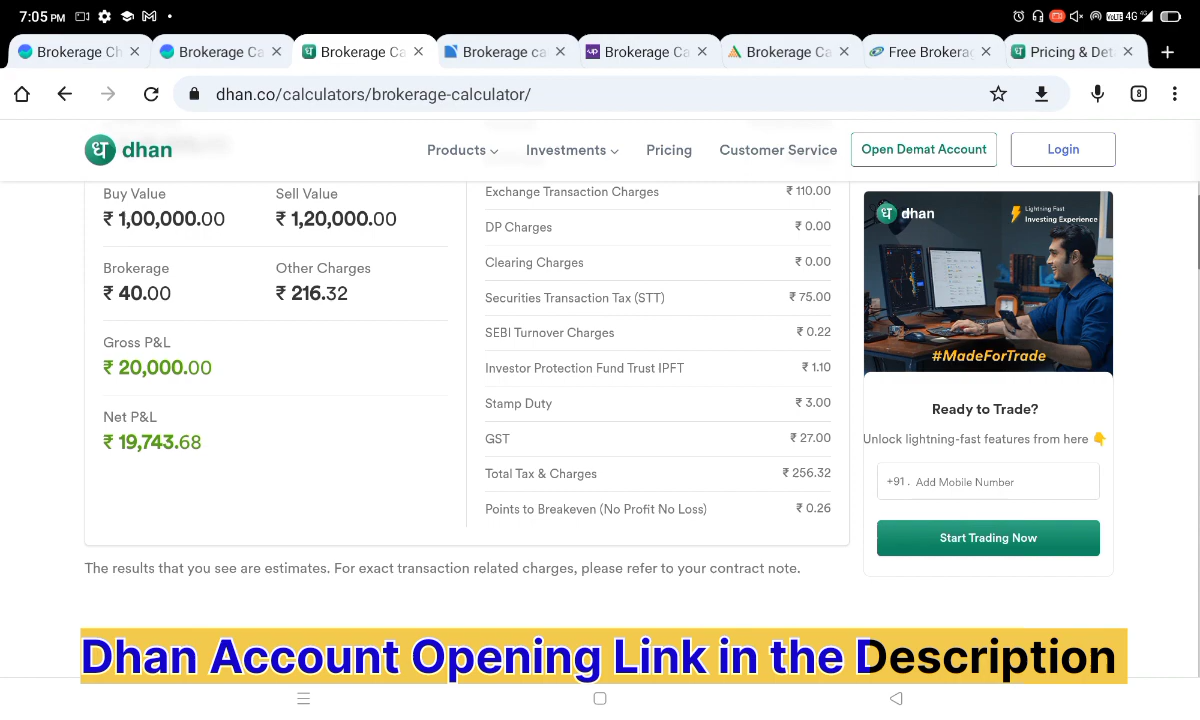 7:05 PM
4G
Brokerage Ch
Brokerage Ca
Brokerage Ca
Brokerage ca
Brokerage Ca
Brokerage Ca
Free Brokerag
Pricing & Det
dhan.co/calculators/brokerage-calculator/
8
ध dhan
Products
Investments
Pricing
Customer Service
Open Demat Account
Login
Buy Value
Sell Value
₹ 1,00,000.00
₹ 1,20,000.00
Brokerage
Other Charges
₹ 40.00
₹ 216.32
Gross P&L
₹ 20,000.00
Net P&L
₹ 19,743.68
Exchange Transaction Charges ₹ 110.00
DP Charges ₹ 0.00
Clearing Charges ₹ 0.00
Securities Transaction Tax (STT) ₹ 75.00
SEBI Turnover Charges ₹ 0.22
Investor Protection Fund Trust IPFT ₹ 1.10
Stamp Duty ₹ 3.00
GST ₹ 27.00
Total Tax & Charges ₹ 256.32
Points to Breakeven (No Profit No Loss) ₹ 0.26
ध dhan
Lightning Fast
Investing Experience
#MadeForTrade
Ready to Trade?
Unlock lightning-fast features from here 👇
+91 . Add Mobile Number
Start Trading Now
The results that you see are estimates. For exact transaction related charges, please refer to your contract note.
Dhan Account Opening Link in the Description